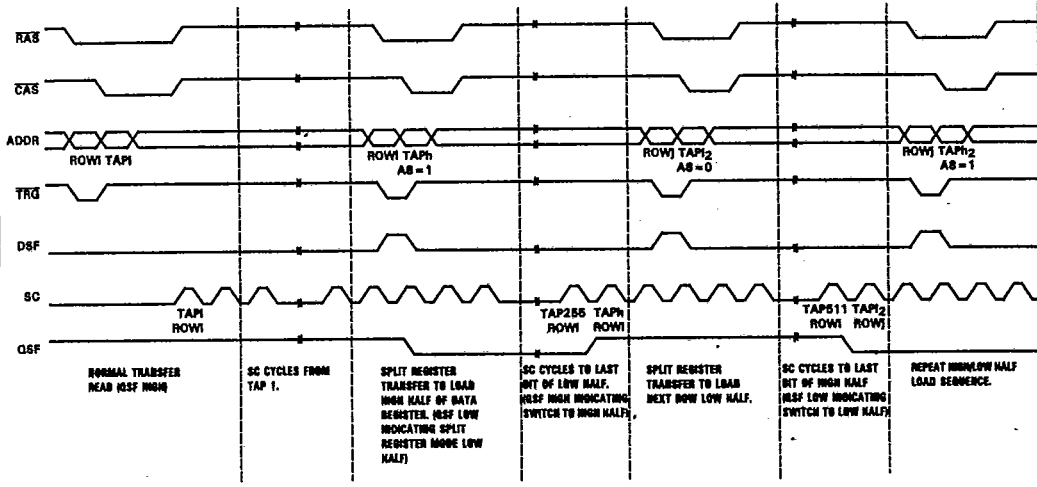 RAS
CAS
ADDR
ROWI TAPI
ROWI TAPh
A8=1
ROWj TAPI2
A8=0
ROWj TAPh2
A8=1
TRG
DSF
SC
TAPI
ROWI
TAP255 TAPh
ROWI ROWI
TAP511 TAPI2
ROWI ROWj
QSF
NORMAL TRANSFER
READ (QSF HIGH)
SC CYCLES FROM
TAP 1.
SPLIT REGISTER
TRANSFER TO LOAD
HIGH HALF OF DATA
REGISTER. (QSF LOW
INDICATING SPLIT
REGISTER MODE LOW
HALF)
SC CYCLES TO LAST
BIT OF LOW HALF.
(QSF HIGH INDICATING
SWITCH TO HIGH HALF)
SPLIT REGISTER
TRANSFER TO LOAD
NEXT ROW LOW HALF.
SC CYCLES TO LAST
BIT OF HIGH HALF
(QSF LOW INDICATING
SWITCH TO LOW HALF)
REPEAT HIGH/LOW HALF
LOAD SEQUENCE.